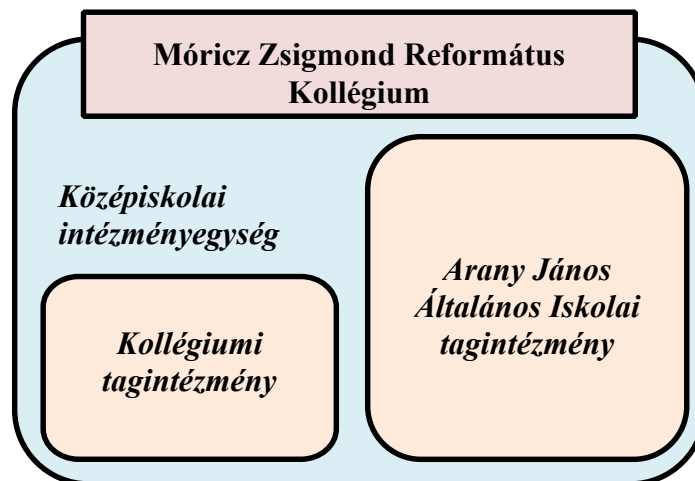 Móricz Zsigmond Református
Kollégium
Középiskolai
intézményegység
Arany János
Általános Iskolai
tagintézmény
Kollégiumi
tagintézmény